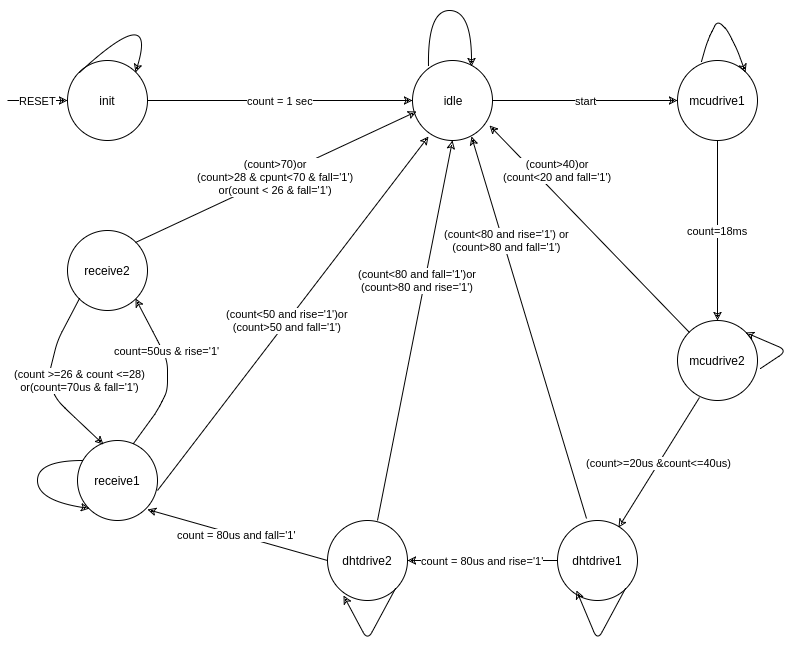 RESET
init
count = 1 sec
idle
start
mcudrive1
(count>70)or
(count>28 & cpunt<70 & fall='1')
or(count < 26 & fall='1')
(count>40)or
(count<20 and fall='1')
count=18ms
(count<80 and rise='1') or
(count>80 and fall='1')
receive2
(count<80 and fall='1')or
(count>80 and rise='1')
(count<50 and rise='1')or
(count>50 and fall='1')
count=50us & rise='1'
mcudrive2
(count >=26 & count <=28)
or(count=70us & fall='1')
(count>=20us &count<=40us)
receive1
count = 80us and fall='1'
dhtdrive2
count = 80us and rise='1'
dhtdrive1